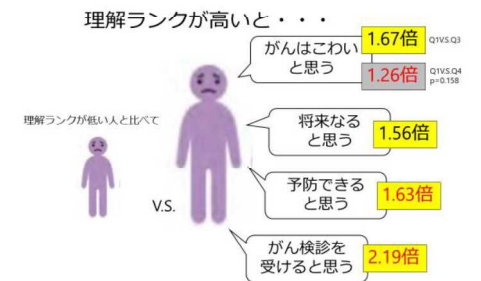 理解ランクが高いと・・・
がんはこわい
と思う
1.67倍
Q1V.S.Q3
1.26倍
Q1V.S.Q4
p=0.158
理解ランクが低い人と比べて
V.S.
将来なる
と思う
1.56倍
予防できる
と思う
1.63倍
がん検診を
受けると思う
2.19倍